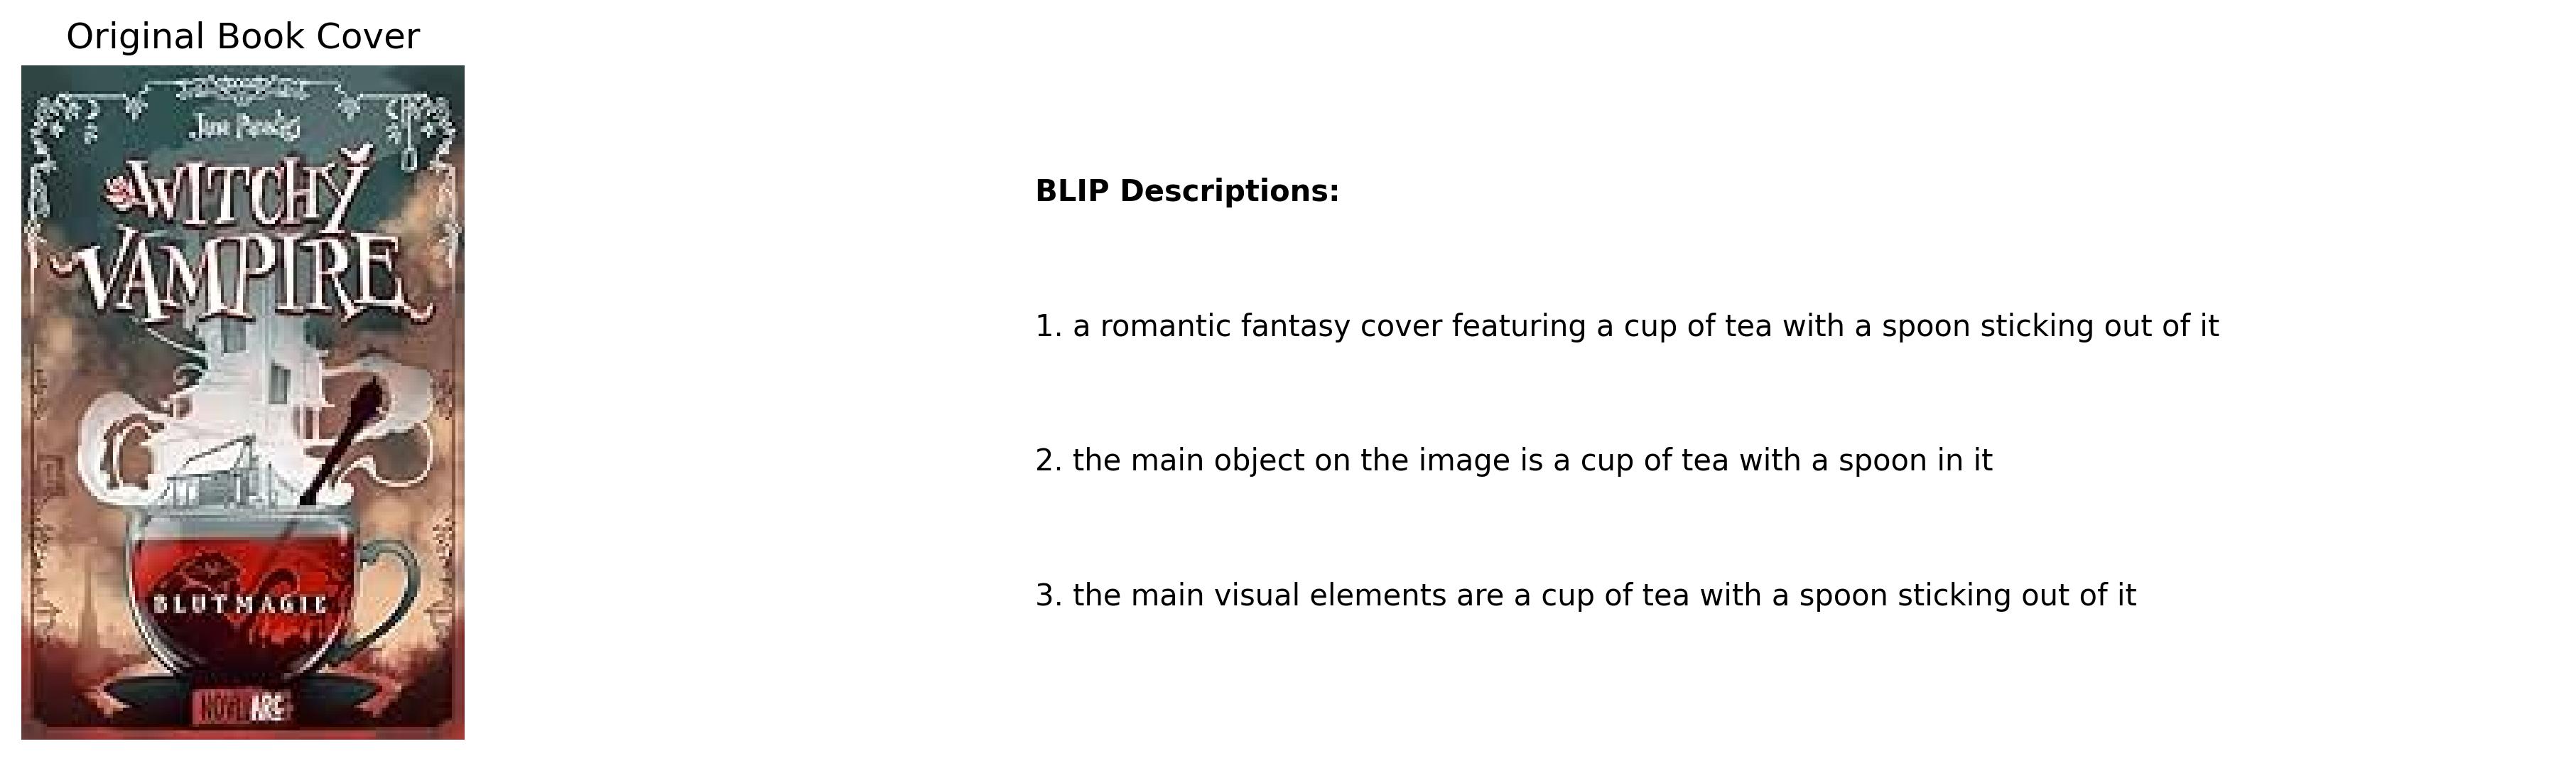 Original Book Cover
WITCHY
VAMPIRE
BLUTMAGIE
BLIP Descriptions:
1. a romantic fantasy cover featuring a cup of tea with a spoon sticking out of it
2. the main object on the image is a cup of tea with a spoon in it
3. the main visual elements are a cup of tea with a spoon sticking out of it